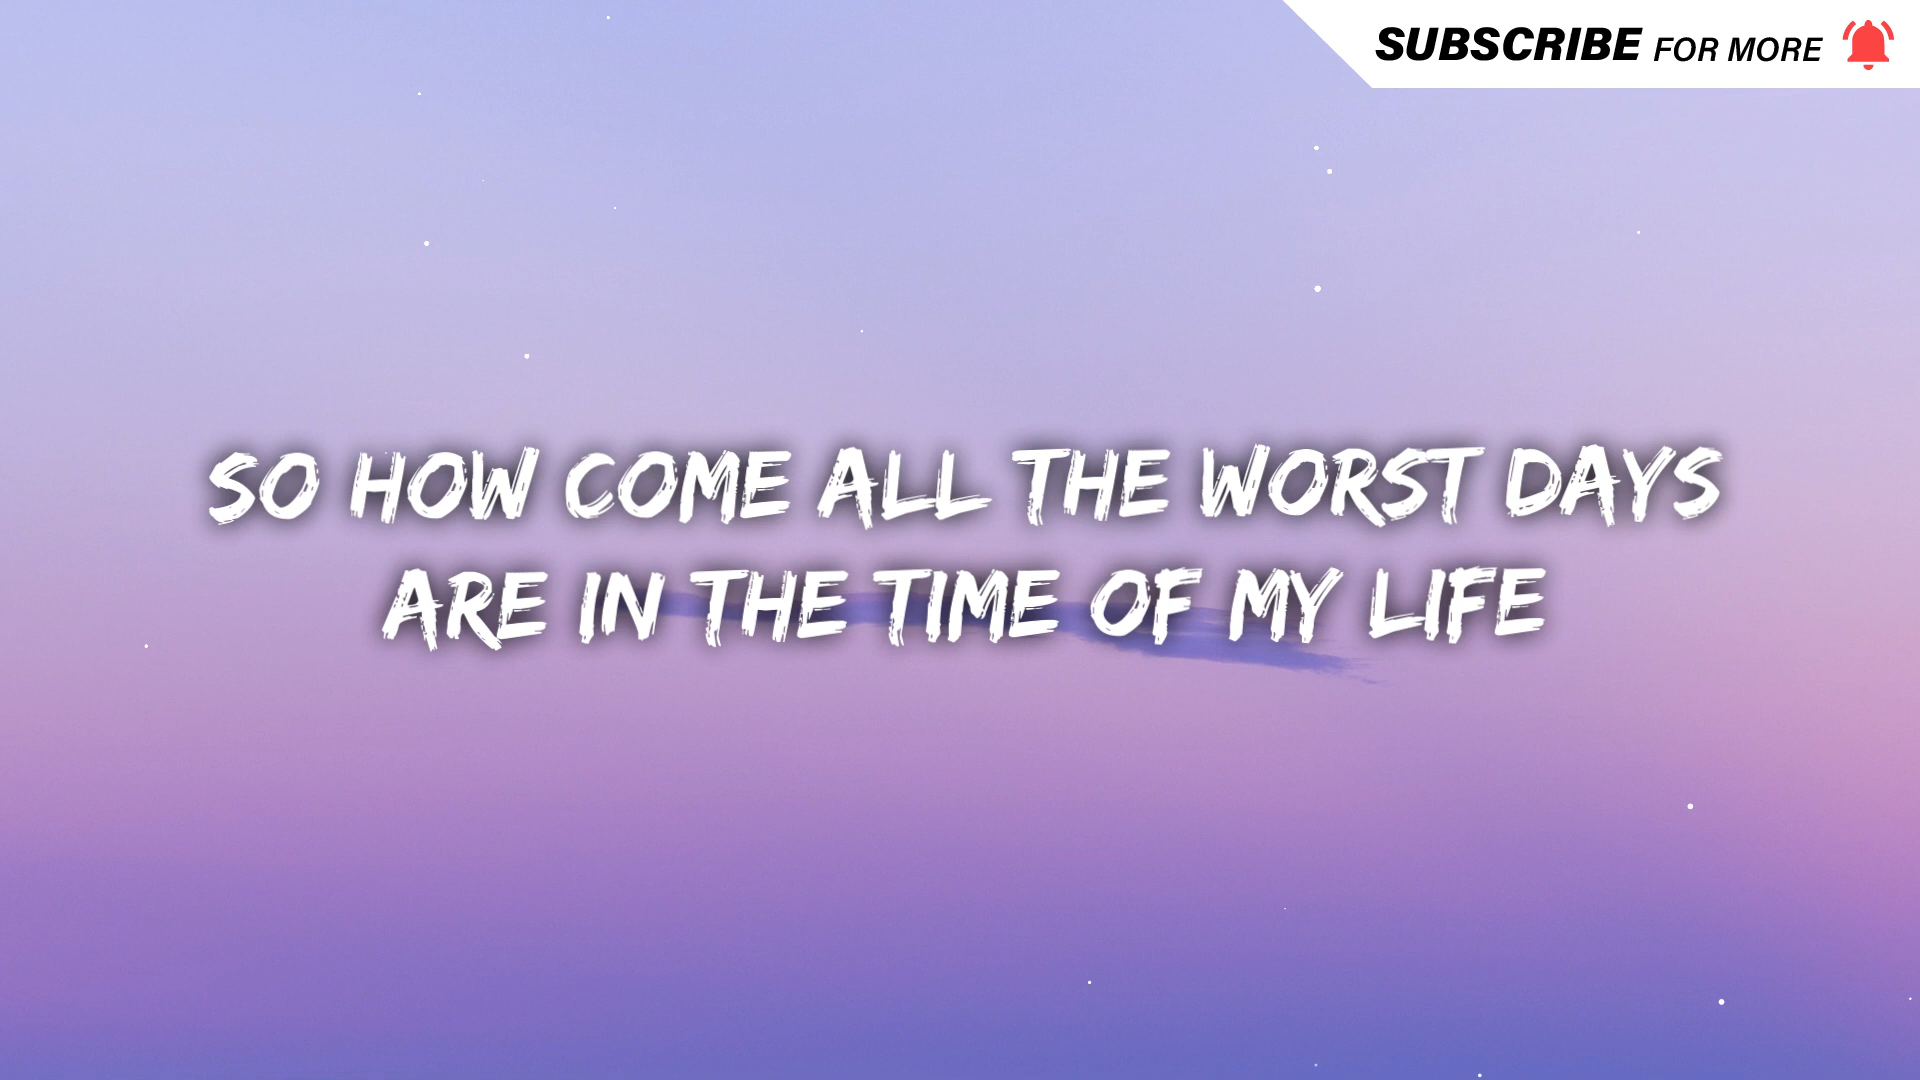 SUBSCRIBE FOR MORE
SO HOW COME ALL THE WORST DAYS
ARE IN THE TIME OF MY LIFE